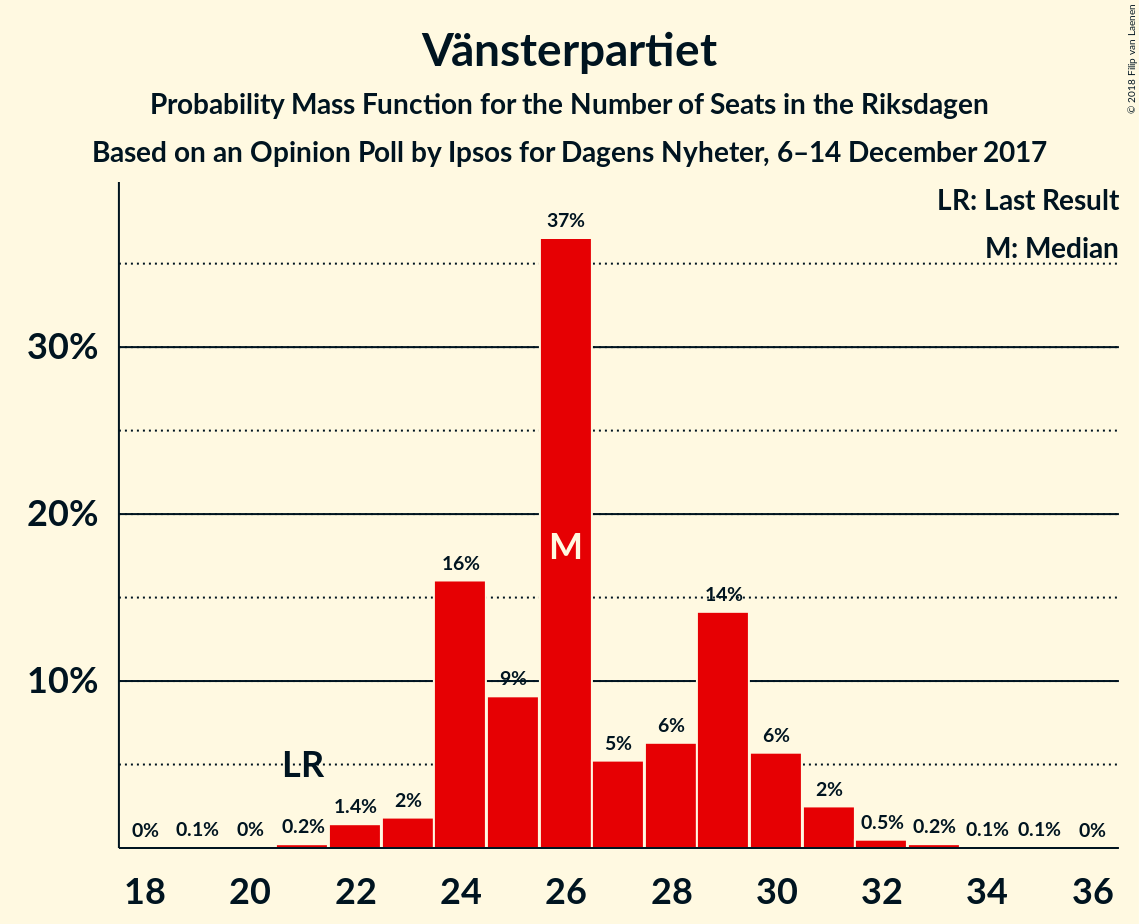 Vänsterpartiet
Probability Mass Function for the Number of Seats in the Riksdagen
Based on an Opinion Poll by Ipsos for Dagens Nyheter, 6–14 December 2017
© 2018 Filip van Laenen
LR: Last Result
M: Median
37%
30%
M
20%
16%
14%
10%
9%
LR
6%
6%
5%
2%
2%
1.4%
0.5%
0% 0.1% 0% 0.2% 0.2% 0.1% 0.1% 0%
18 20 22 24 26 28 30 32 34 36